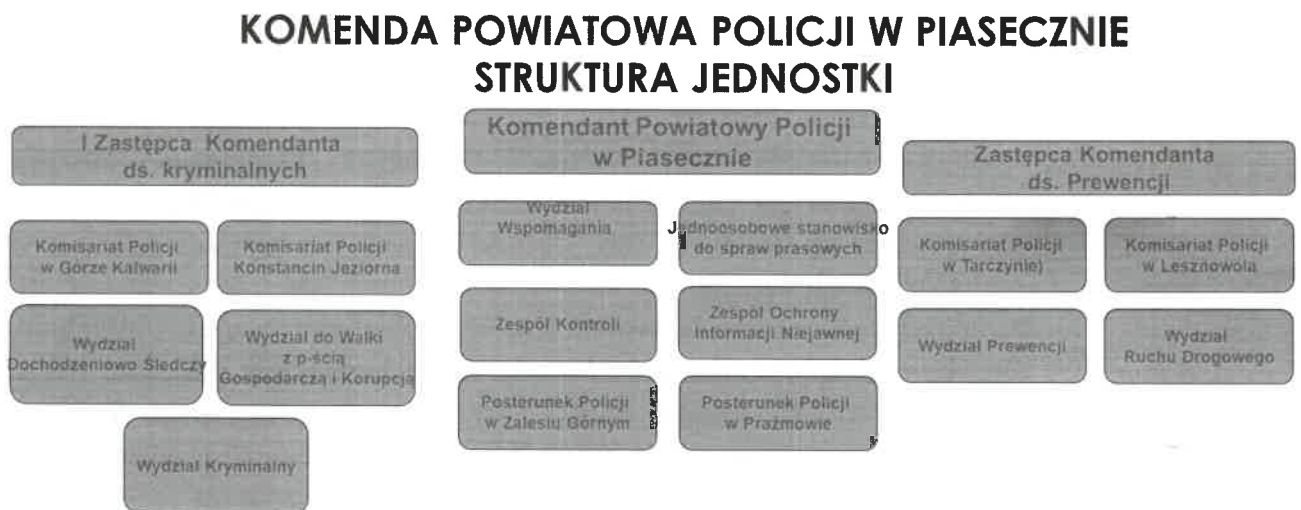 KOMENDA POWIATOWA POLICJI W PIASECZNIE
STRUKTURA JEDNOSTKI
I Zastępca Komendanta
ds. kryminalnych
Komisariat Policji
w Górze Kalwarii
Komisariat Policji
Konstancin Jeziorna
Wydział
Dochodzeniowo Śledczy
Wydział do Walki
z p-ścią
Gospodarczą i Korupcją
Wydział Kryminalny
Komendant Powiatowy Policji
w Piasecznie
Wydział
Wspomagania
Jednoosobowe stanowisko
do spraw prasowych
Zespół Kontroli
Zespół Ochrony
Informacji Niejawnej
Posterunek Policji
w Zalesiu Górnym
Posterunek Policji
w Prażmowie
Zastępca Komendanta
ds. Prewencji
Komisariat Policji
w Tarczynie)
Komisariat Policji
w Lesznowola
Wydział Prewencji
Wydział
Ruchu Drogowego